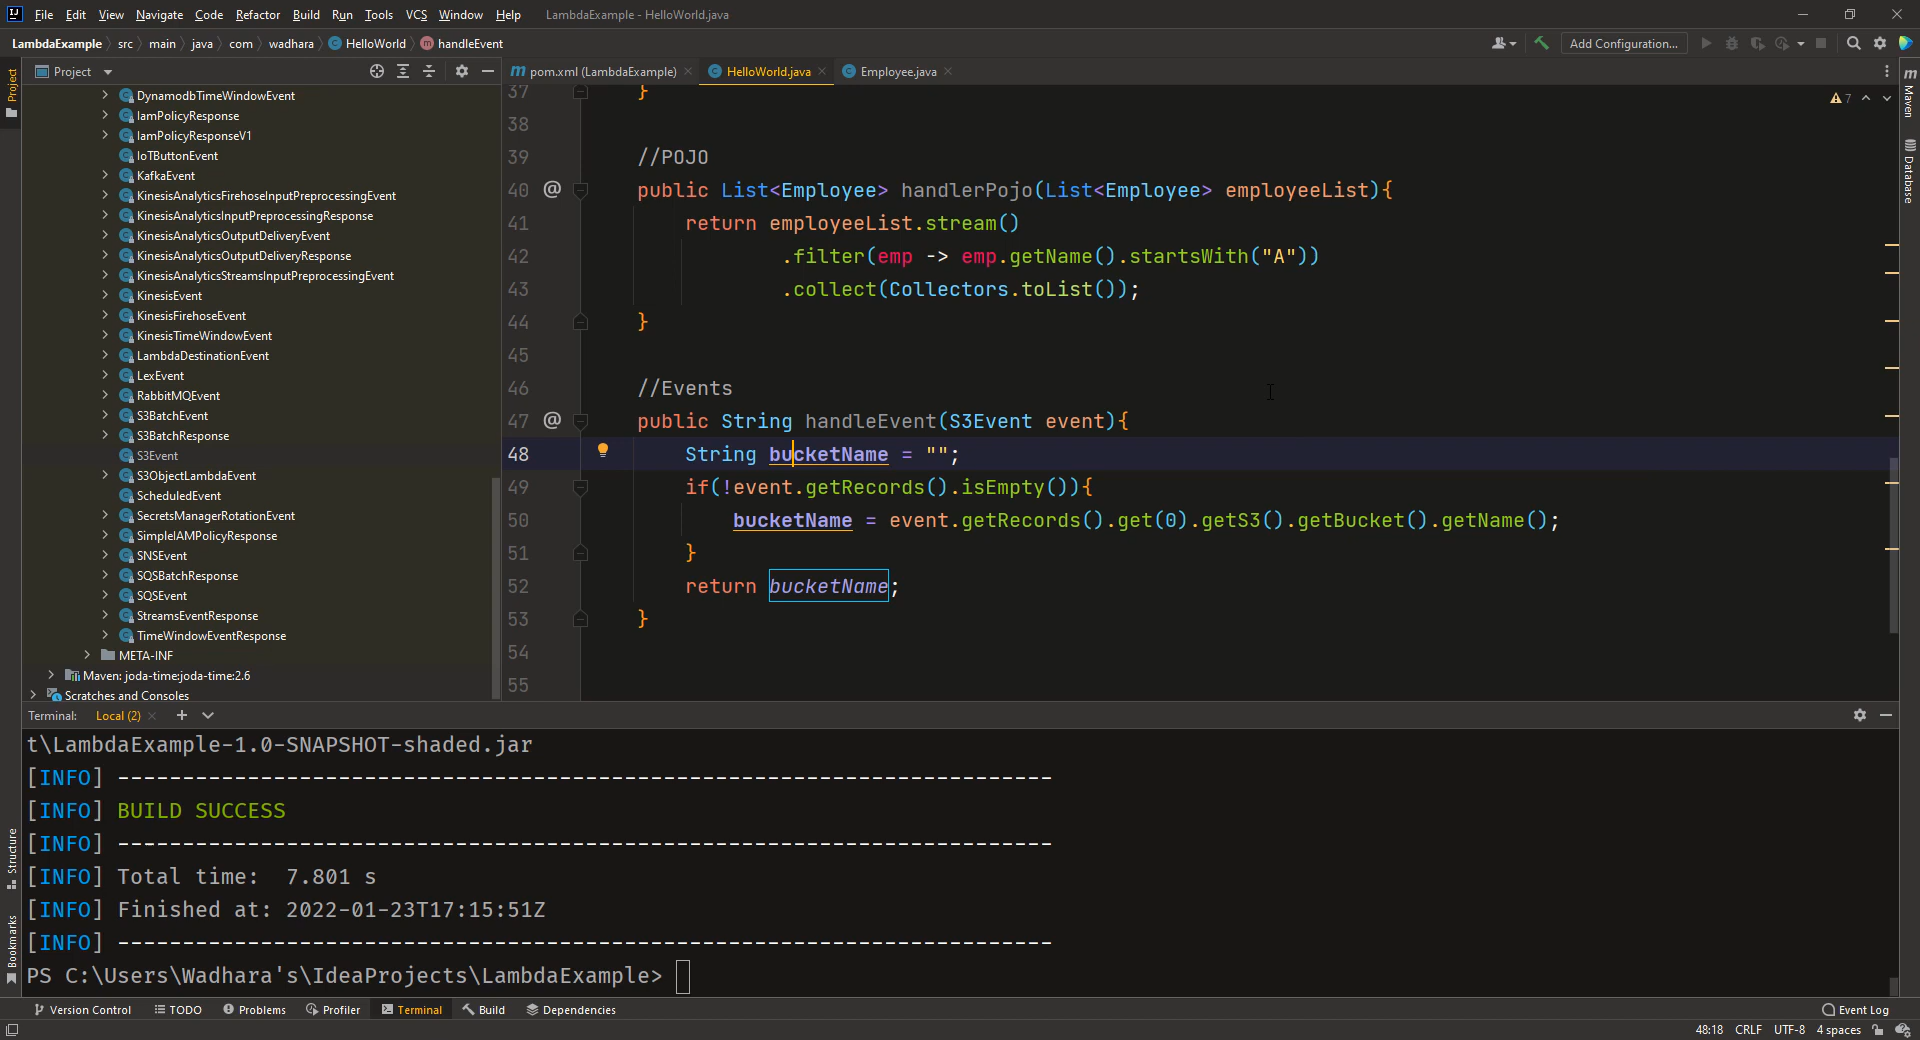 File Edit View Navigate Code Refactor Build Run Tools VCS Window Help LambdaExample - HelloWorld.java
LambdaExample src main java com wadhara HelloWorld handleEvent Add Configuration...
Project
pom.xml (LambdaExample) HelloWorld.java Employee.java
Project
DynamodbTimeWindowEvent
IamPolicyResponse
IamPolicyResponseV1
IoTButtonEvent
KafkaEvent
KinesisAnalyticsFirehoseInputPreprocessingEvent
KinesisAnalyticsInputPreprocessingResponse
KinesisAnalyticsOutputDeliveryEvent
KinesisAnalyticsOutputDeliveryResponse
KinesisAnalyticsStreamsInputPreprocessingEvent
KinesisEvent
KinesisFirehoseEvent
KinesisTimeWindowEvent
LambdaDestinationEvent
LexEvent
RabbitMQEvent
S3BatchEvent
S3BatchResponse
S3Event
S3ObjectLambdaEvent
ScheduledEvent
SecretsManagerRotationEvent
SimpleIAMPolicyResponse
SNSEvent
SQSBatchResponse
SQSEvent
StreamsEventResponse
TimeWindowEventResponse
META-INF
Maven: joda-time:joda-time:2.6
Scratches and Consoles
37 }
38
39 //POJO
40 @ public List<Employee> handlerPojo(List<Employee> employeeList){
41 return employeeList.stream()
42 .filter(emp -> emp.getName().startsWith("A"))
43 .collect(Collectors.toList());
44 }
45
46 //Events
47 @ public String handleEvent(S3Event event){
48 String bucketName = "";
49 if(!event.getRecords().isEmpty()){
50 bucketName = event.getRecords().get(0).getS3().getBucket().getName();
51 }
52 return bucketName;
53 }
54
55
7
Maven
Database
Terminal: Local (2)
t\LambdaExample-1.0-SNAPSHOT-shaded.jar
[INFO] ------------------------------------------------------------------------
[INFO] BUILD SUCCESS
[INFO] ------------------------------------------------------------------------
[INFO] Total time:  7.801 s
[INFO] Finished at: 2022-01-23T17:15:51Z
[INFO] ------------------------------------------------------------------------
PS C:\Users\Wadhara's\IdeaProjects\LambdaExample>
Structure
Bookmarks
Version Control TODO Problems Profiler Terminal Build Dependencies Event Log
48:18 CRLF UTF-8 4 spaces